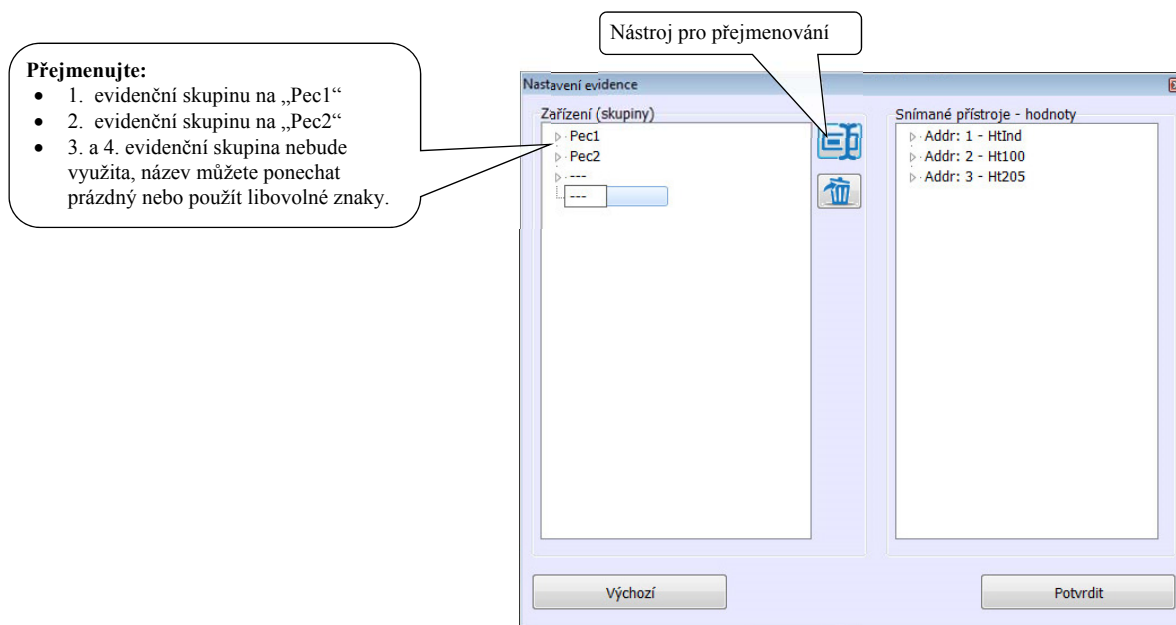 Nástroj pro přejmenování
Přejmenujte:
• 1. evidenční skupinu na „Pec1“
• 2. evidenční skupinu na „Pec2“
• 3. a 4. evidenční skupina nebude
využita, název můžete ponechat
prázdný nebo použít libovolné znaky.
Nastavení evidence
Zařízení (skupiny)
Pec1
Pec2
---
---
Snímané přístroje - hodnoty
Addr: 1 - HtInd
Addr: 2 - Ht100
Addr: 3 - Ht205
Výchozí
Potvrdit